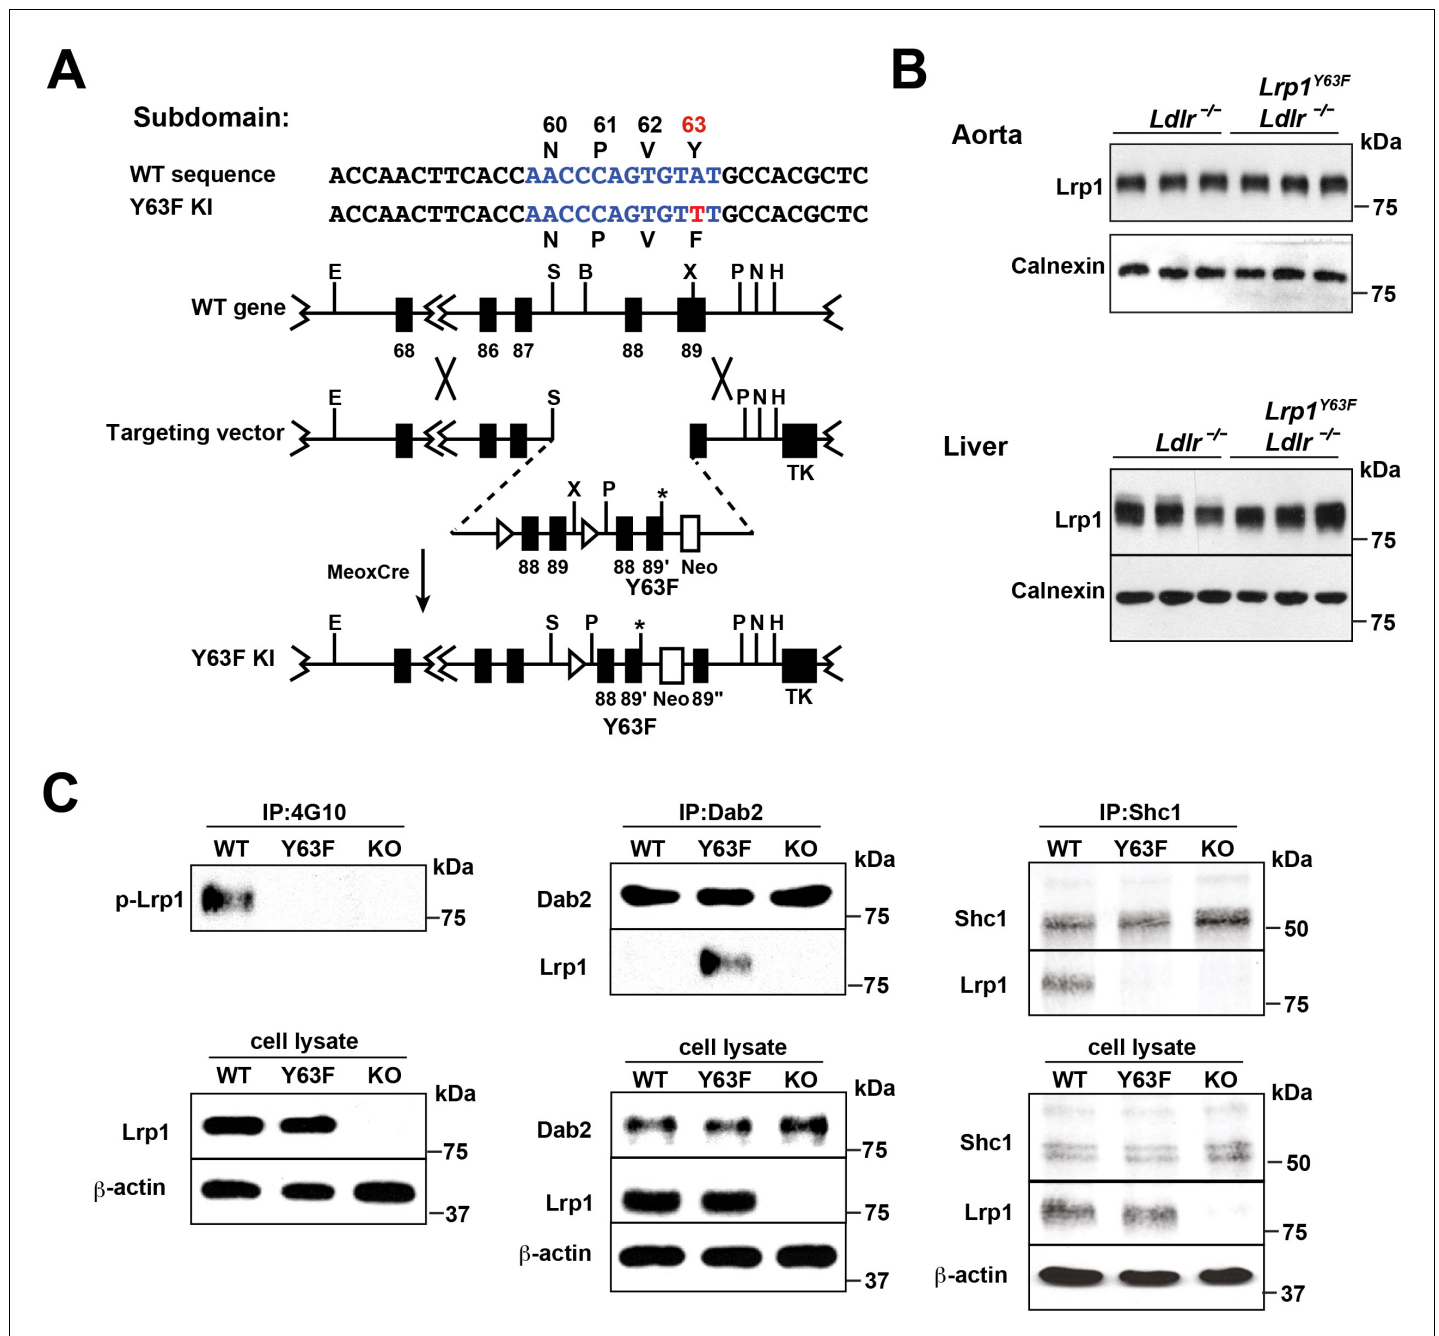 A
Subdomain:
60 61 62 63
N P V Y
WT sequence ACCAACTTCACCAACCCAGTGTATGCCACGCTC
Y63F KI ACCAACTTCACCAACCCAGTGTTTGCCACGCTC
N P V F
E S B X P N H
WT gene
68 86 87 88 89
E S P N H
Targeting vector
TK
X P *
88 89 88 89' Neo
Y63F
MeoxCre
E S P * P N H
Y63F KI
88 89' Neo 89" TK
Y63F
B
Aorta
Lrp1Y63F
Ldlr −/− Ldlr −/−
kDa
Lrp1
75
Calnexin
75
Liver
Lrp1Y63F
Ldlr −/− Ldlr −/−
kDa
Lrp1
75
Calnexin
75
C
IP:4G10
WT Y63F KO
kDa
p-Lrp1
75
cell lysate
WT Y63F KO
kDa
Lrp1
75
β-actin
37
IP:Dab2
WT Y63F KO
kDa
Dab2
75
Lrp1
75
cell lysate
WT Y63F KO
kDa
Dab2
75
Lrp1
75
β-actin
37
IP:Shc1
WT Y63F KO
kDa
Shc1
50
Lrp1
75
cell lysate
WT Y63F KO
kDa
Shc1
50
Lrp1
75
β-actin
37